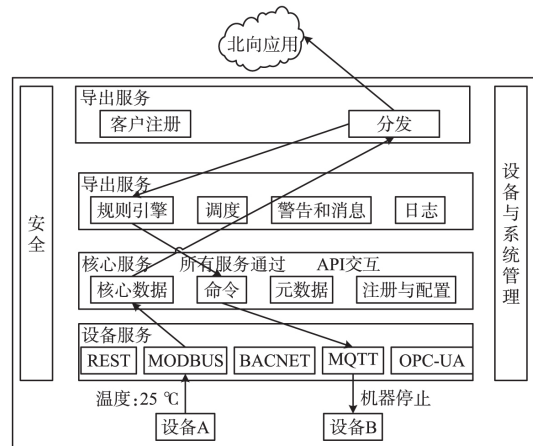 北向应用
导出服务
客户注册 分发
导出服务
规则引擎 调度 警告和消息 日志
核心服务 所有服务通过 API交互
核心数据 命令 元数据 注册与配置
设备服务
REST MODBUS BACNET MQTT OPC-UA
温度:25 ℃ 机器停止
设备A 设备B
安全
设备与系统管理